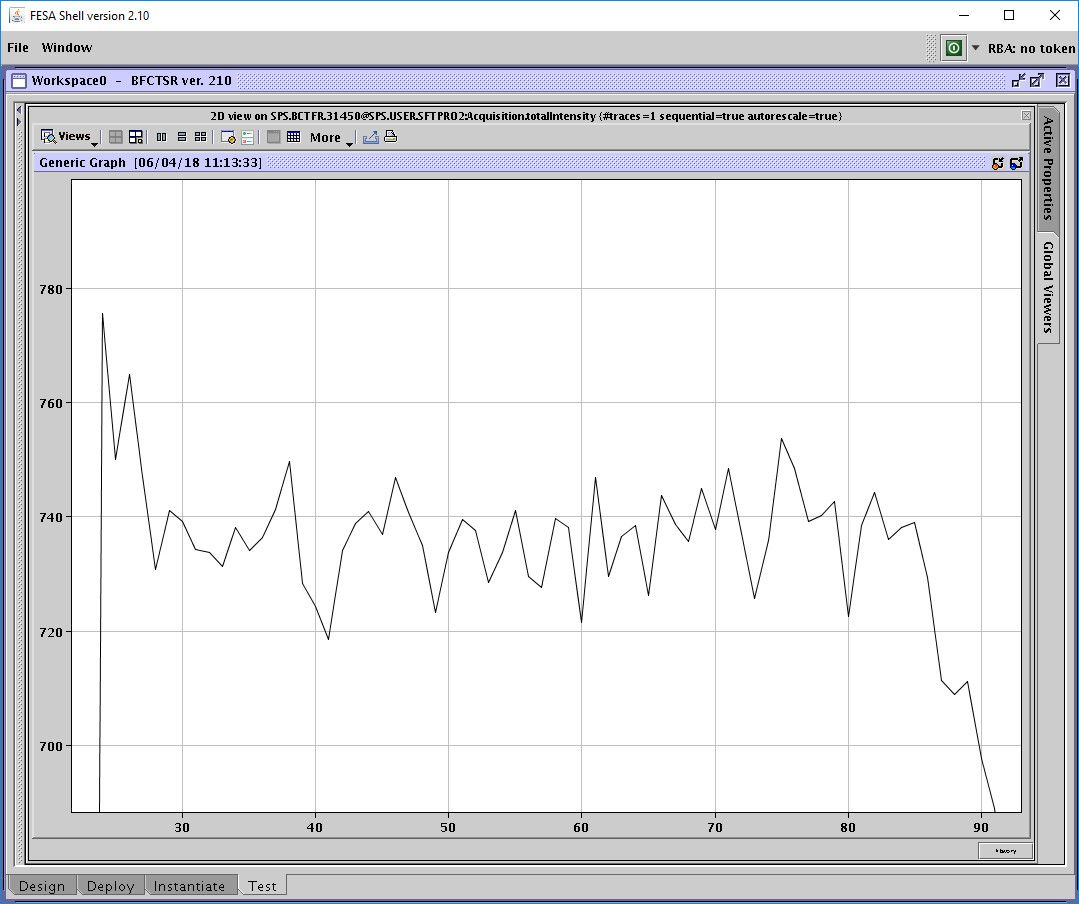 FESA Shell version 2.10
File Window
RBA: no token
Workspace0 - BFCTSR ver. 210
2D view on SPS.BCTFR.31450@SPS.USER.SFTPRO2:Acquisition.totalIntensity {#traces=1 sequential=true autorescale=true}
Views
More
Generic Graph [06/04/18 11:13:33]
Active Properties
Global Viewers
780
760
740
720
700
30 40 50 60 70 80 90
Design Deploy Instantiate Test